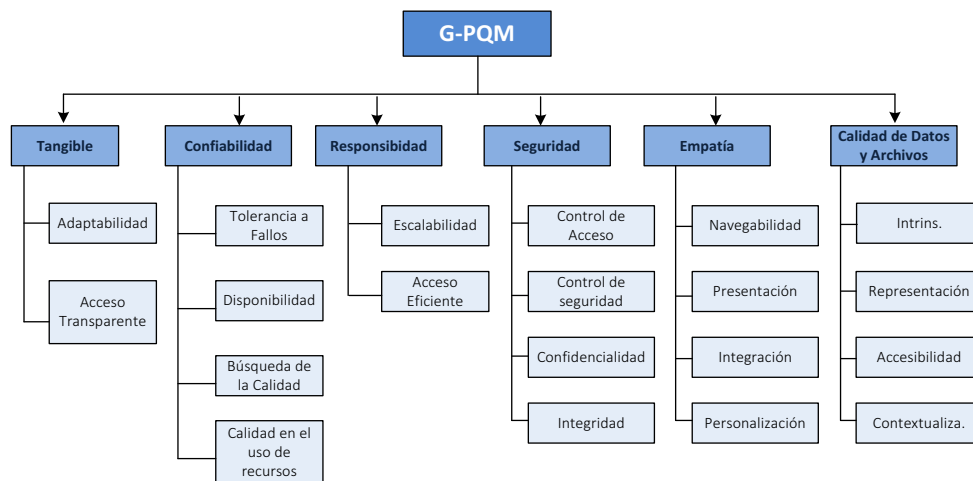 G-PQM
Tangible
Adaptabilidad
Acceso
Transparente
Confiabilidad
Tolerancia a
Fallos
Disponibilidad
Búsqueda de
la Calidad
Calidad en el
uso de
recursos
Responsibidad
Escalabilidad
Acceso
Eficiente
Seguridad
Control de
Acceso
Control de
seguridad
Confidencialidad
Integridad
Empatía
Navegabilidad
Presentación
Integración
Personalización
Calidad de Datos
y Archivos
Intrins.
Representación
Accesibilidad
Contextualiza.